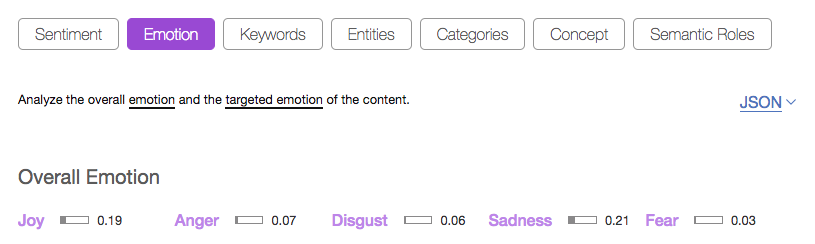 Sentiment Emotion Keywords Entities Categories Concept Semantic Roles
Analyze the overall emotion and the targeted emotion of the content.
JSON
Overall Emotion
Joy 0.19 Anger 0.07 Disgust 0.06 Sadness 0.21 Fear 0.03